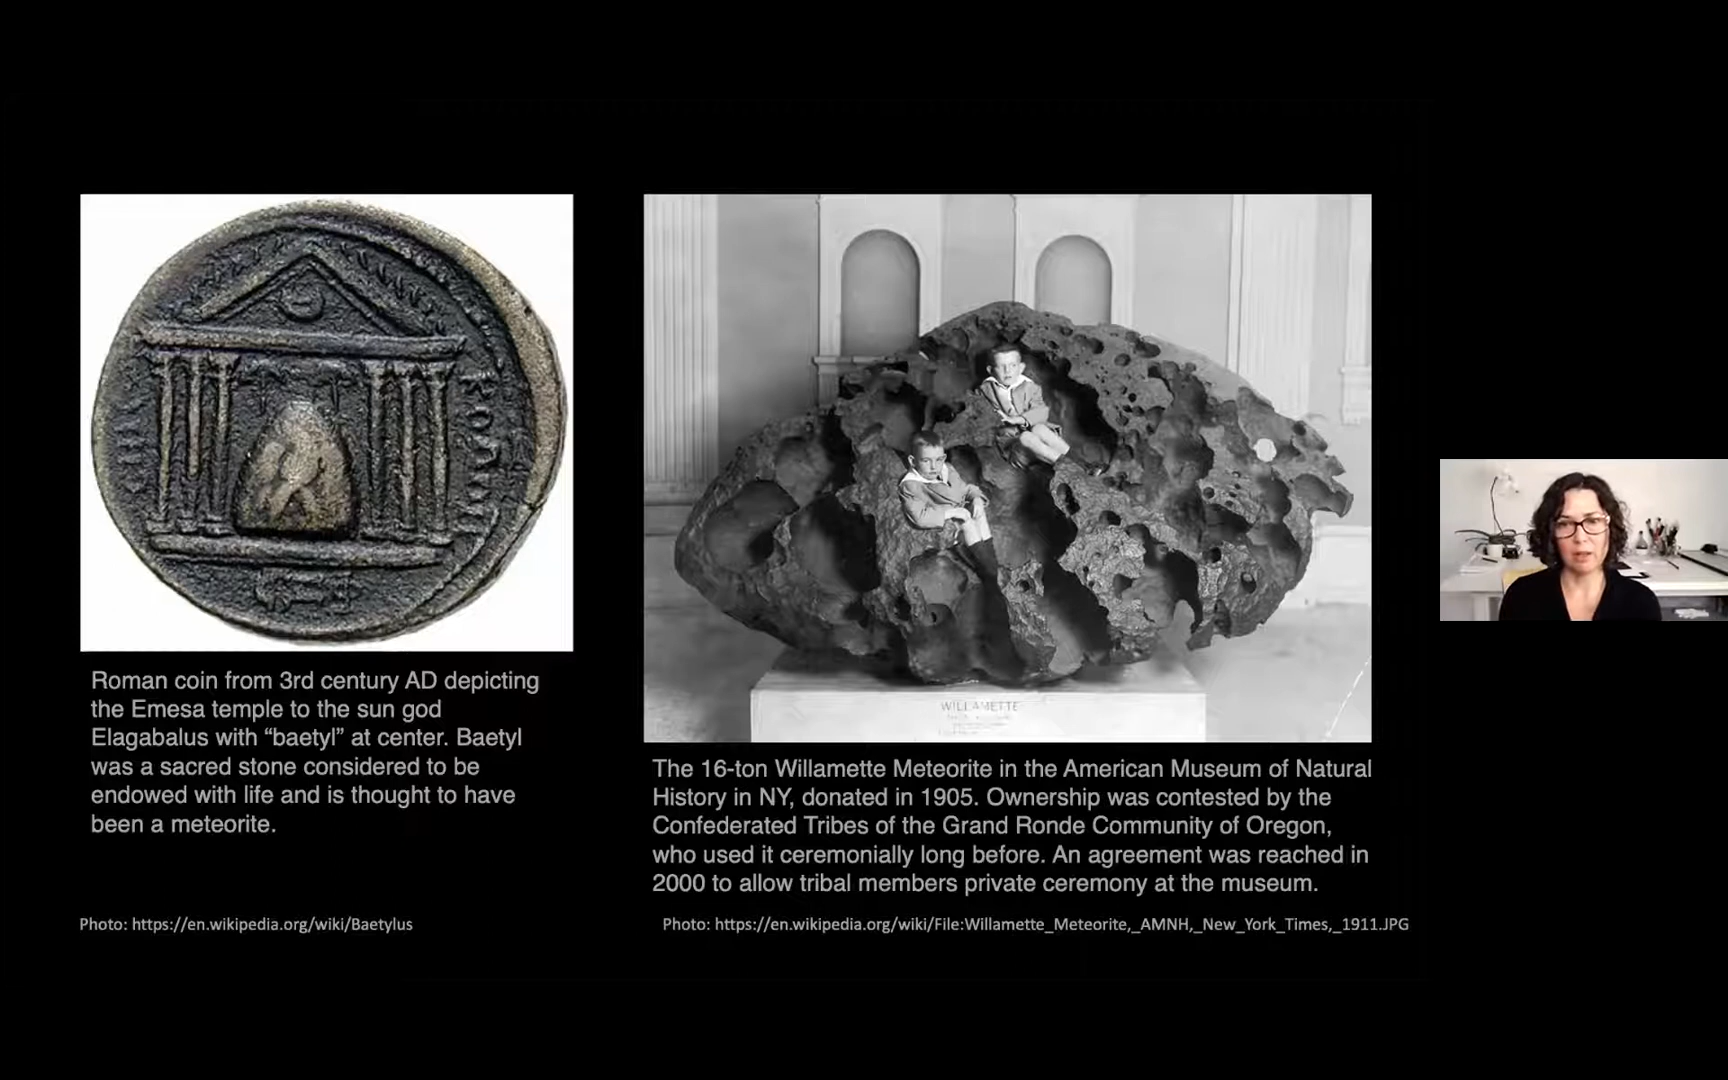 Roman coin from 3rd century AD depicting
the Emesa temple to the sun god
Elagabalus with “baetyl” at center. Baetyl
was a sacred stone considered to be
endowed with life and is thought to have
been a meteorite.
Photo: https://en.wikipedia.org/wiki/Baetylus
WILLAMETTE
The 16-ton Willamette Meteorite in the American Museum of Natural
History in NY, donated in 1905. Ownership was contested by the
Confederated Tribes of the Grand Ronde Community of Oregon,
who used it ceremonially long before. An agreement was reached in
2000 to allow tribal members private ceremony at the museum.
Photo: https://en.wikipedia.org/wiki/File:Willamette_Meteorite,_AMNH,_New_York_Times,_1911.JPG